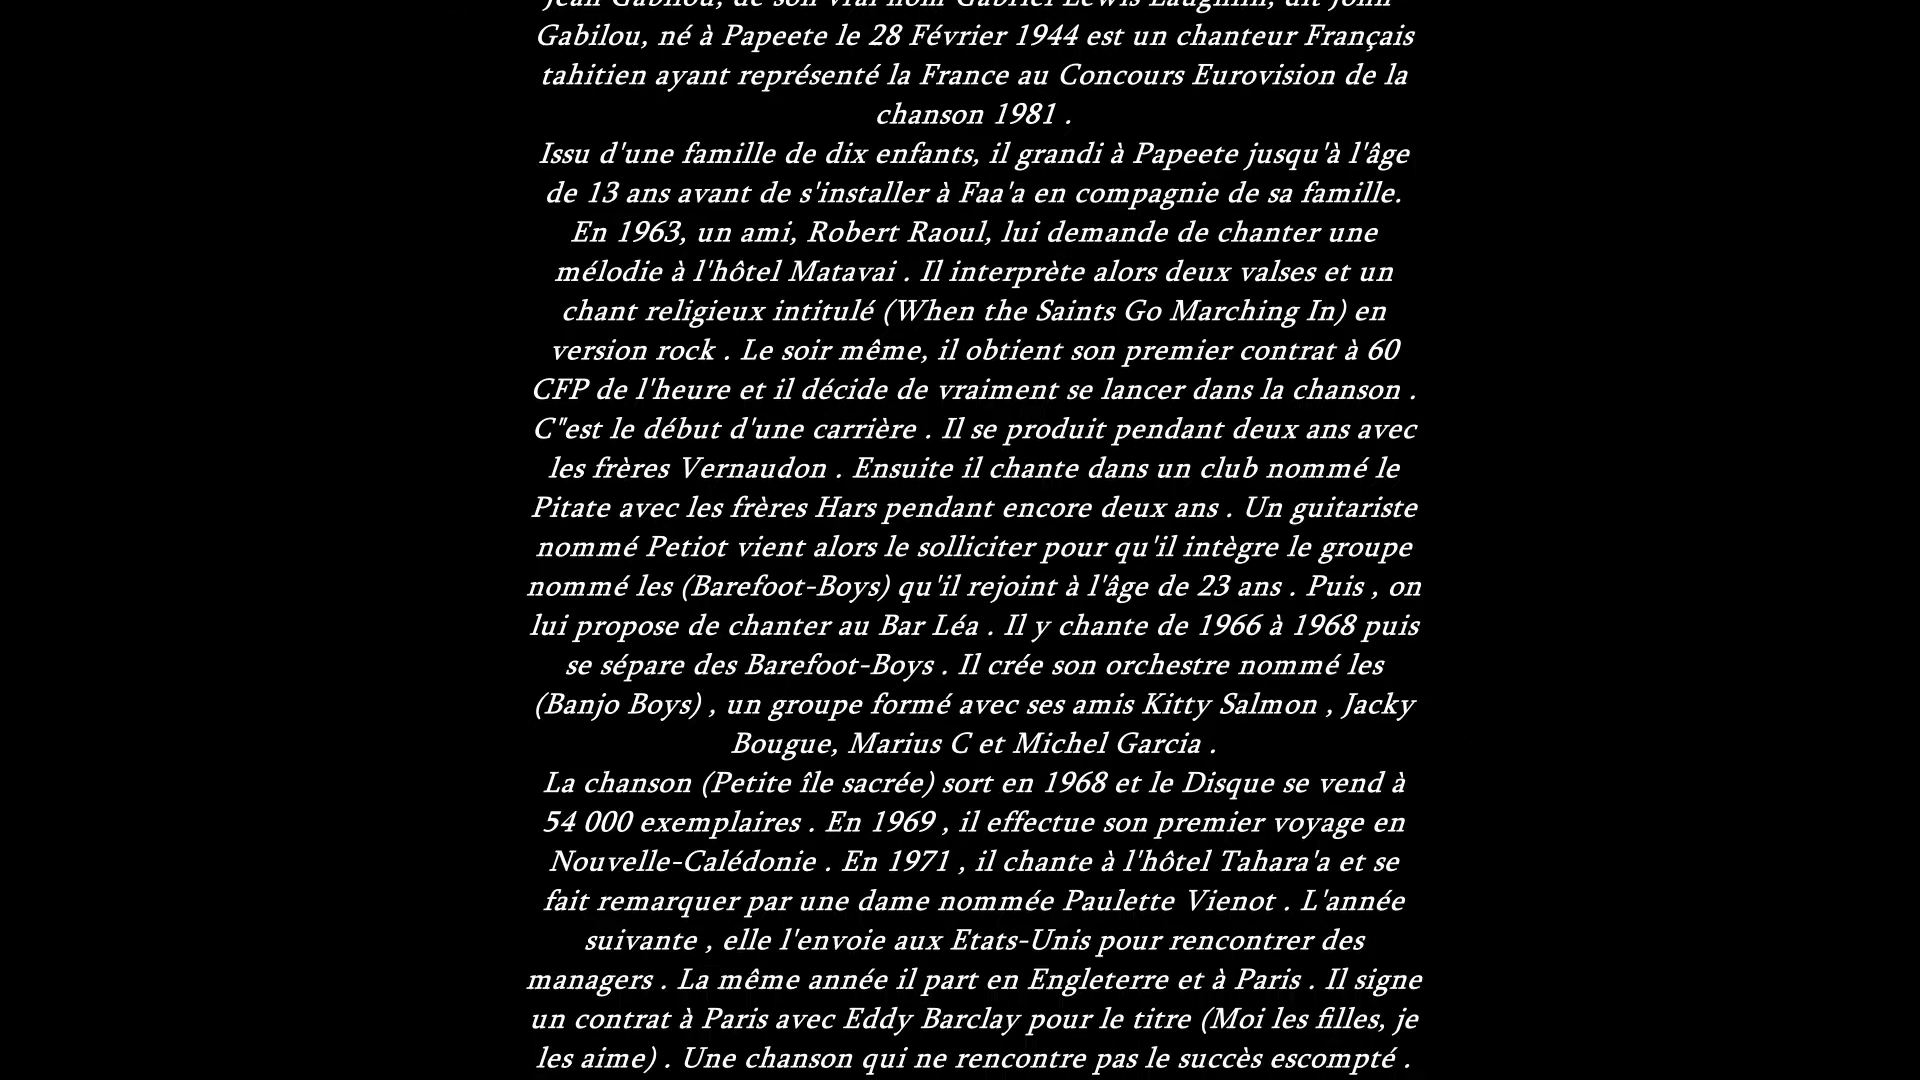 Jean Gabilou, de son vrai nom Gabriel Lewis Laughlin, dit John
Gabilou, né à Papeete le 28 Février 1944 est un chanteur Français
tahitien ayant représenté la France au Concours Eurovision de la
chanson 1981 .
Issu d'une famille de dix enfants, il grandi à Papeete jusqu'à l'âge
de 13 ans avant de s'installer à Faa'a en compagnie de sa famille.
En 1963, un ami, Robert Raoul, lui demande de chanter une
mélodie à l'hôtel Matavai . Il interprète alors deux valses et un
chant religieux intitulé (When the Saints Go Marching In) en
version rock . Le soir même, il obtient son premier contrat à 60
CFP de l'heure et il décide de vraiment se lancer dans la chanson .
C"est le début d'une carrière . Il se produit pendant deux ans avec
les frères Vernaudon . Ensuite il chante dans un club nommé le
Pitate avec les frères Hars pendant encore deux ans . Un guitariste
nommé Petiot vient alors le solliciter pour qu'il intègre le groupe
nommé les (Barefoot-Boys) qu'il rejoint à l'âge de 23 ans . Puis , on
lui propose de chanter au Bar Léa . Il y chante de 1966 à 1968 puis
se sépare des Barefoot-Boys . Il crée son orchestre nommé les
(Banjo Boys) , un groupe formé avec ses amis Kitty Salmon , Jacky
Bougue, Marius C et Michel Garcia .
La chanson (Petite île sacrée) sort en 1968 et le Disque se vend à
54 000 exemplaires . En 1969 , il effectue son premier voyage en
Nouvelle-Calédonie . En 1971 , il chante à l'hôtel Tahara'a et se
fait remarquer par une dame nommée Paulette Vienot . L'année
suivante , elle l'envoie aux Etats-Unis pour rencontrer des
managers . La même année il part en Engleterre et à Paris . Il signe
un contrat à Paris avec Eddy Barclay pour le titre (Moi les filles, je
les aime) . Une chanson qui ne rencontre pas le succès escompté .